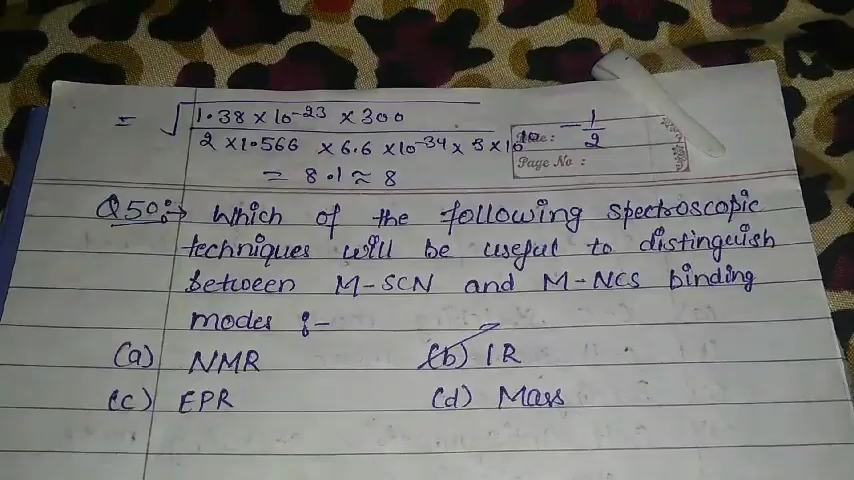 = √ 1.38 × 10⁻²³ × 300
2 × 1.566 × 6.6 × 10⁻³⁴ × 3 × 10¹⁰ - 1/2
Page No :
= 8.1 ≈ 8
Q50:→ Which of the following spectroscopic
techniques will be useful to distinguish
between M-SCN and M-NCS binding
modes :-
(a) NMR (b) IR
(c) EPR (d) Mass